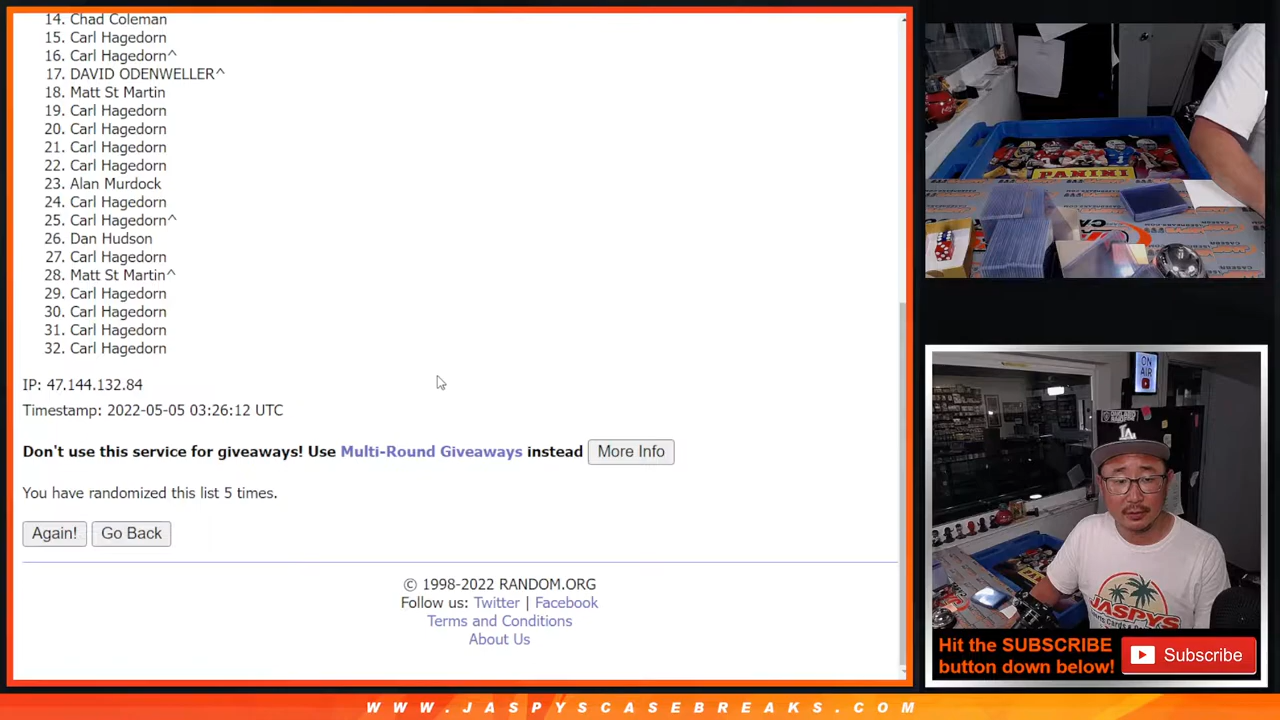 14. Chad Coleman
15. Carl Hagedorn
16. Carl Hagedorn^
17. DAVID ODENWELLER^
18. Matt St Martin
19. Carl Hagedorn
20. Carl Hagedorn
21. Carl Hagedorn
22. Carl Hagedorn
23. Alan Murdock
24. Carl Hagedorn
25. Carl Hagedorn^
26. Dan Hudson
27. Carl Hagedorn
28. Matt St Martin^
29. Carl Hagedorn
30. Carl Hagedorn
31. Carl Hagedorn
32. Carl Hagedorn
IP: 47.144.132.84
Timestamp: 2022-05-05 03:26:12 UTC
Don't use this service for giveaways! Use Multi-Round Giveaways instead More Info
You have randomized this list 5 times.
Again! Go Back
© 1998-2022 RANDOM.ORG
Follow us: Twitter | Facebook
Terms and Conditions
About Us
PANINI
ON
AIR
LA
JASPYS
Hit the SUBSCRIBE
button down below!
Subscribe
WWW.JASPYSCASEBREAKS.COM